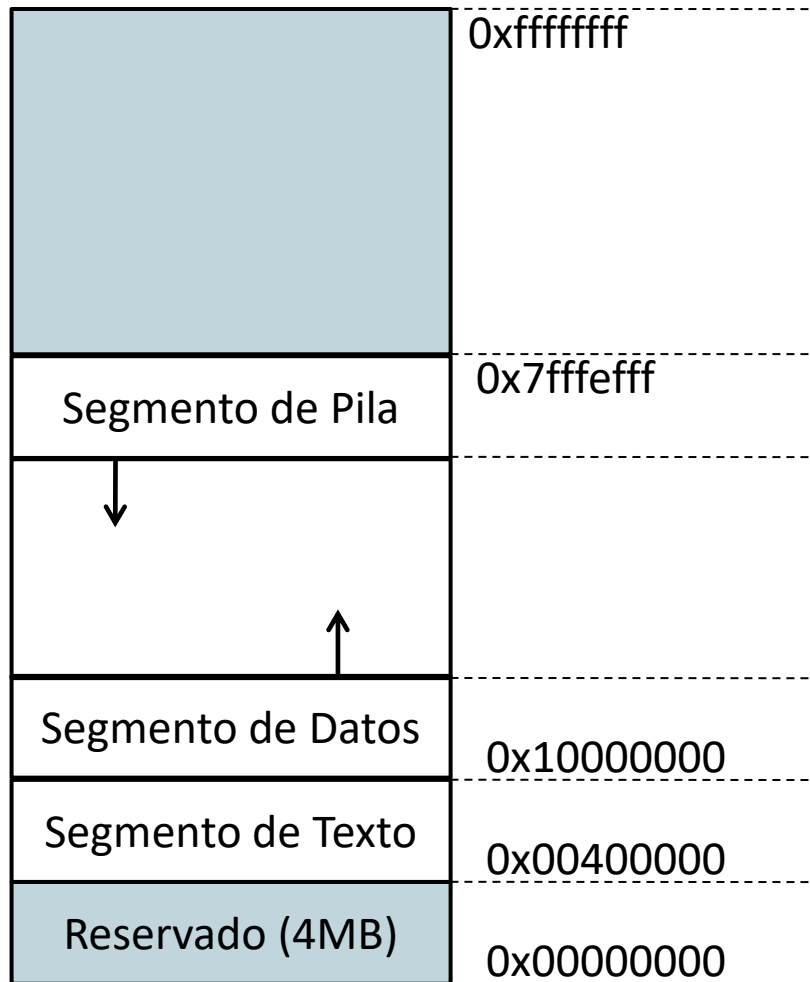 0xffffffff
Segmento de Pila
0x7fffefff
Segmento de Datos
0x10000000
Segmento de Texto
0x00400000
Reservado (4MB)
0x00000000